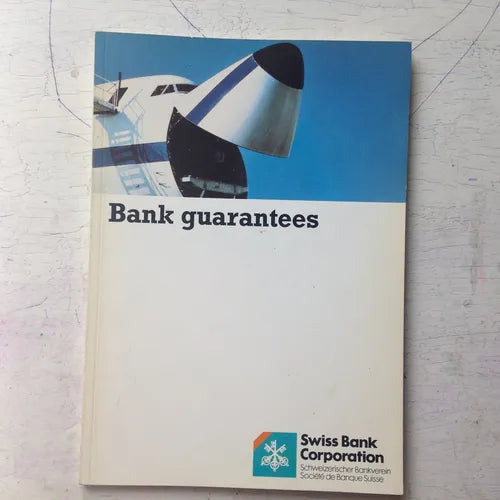 Bank guarantees
Swiss Bank
Corporation
Schweizerischer Bankverein
Société de Banque Suisse